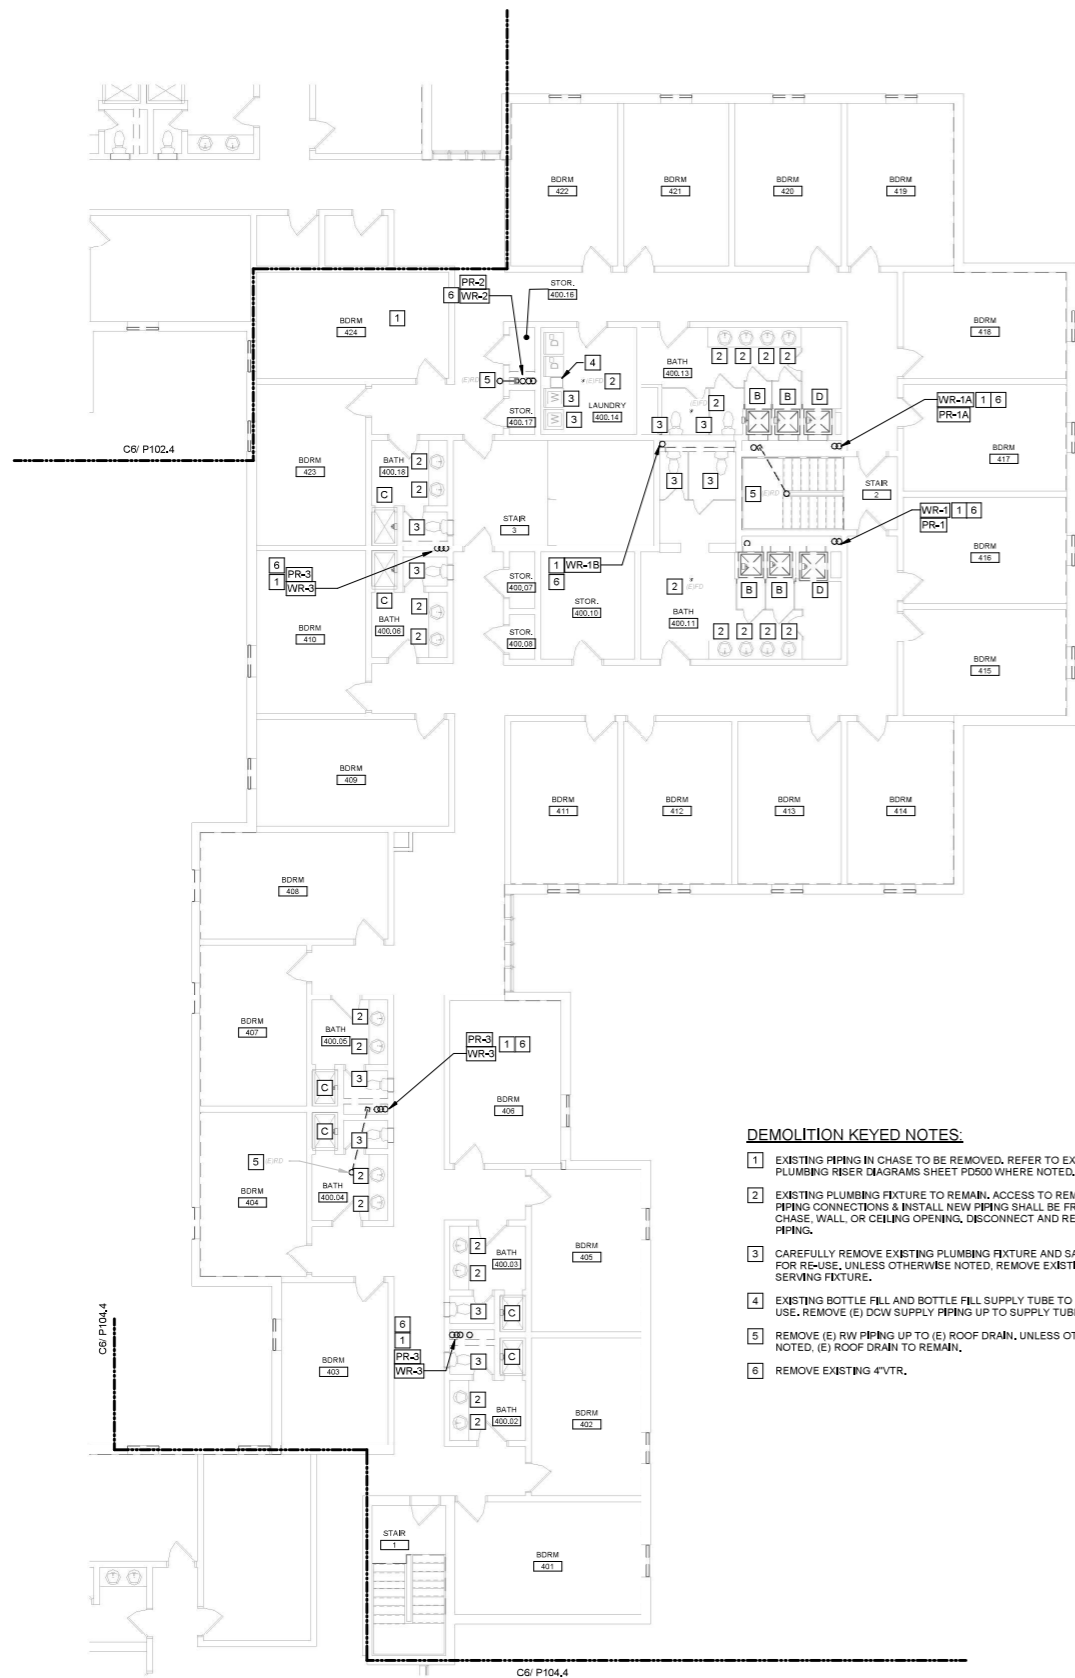 BDRM
422
BDRM
421
BDRM
420
BDRM
419
PR-2
6 WR-2
STOR.
400.16
BDRM
424
1
BDRM
418
4
5
(E)RD
(E)FD 2
BATH
400.13
2 2 2 2
(E)FD
2
3
LAUNDRY
400.14
3
3
3
B B D
STOR.
400.17
WR-1A 1 6
PR-1A
BDRM
417
C6/ P102.4
BDRM
423
BATH
400.18
2
2
C
3
STAIR
3
3 3
5
(E)RD
STAIR
2
WR-1 1 6
PR-1
BDRM
416
6
PR-3
1
WR-3
3
C
2
BATH
400.06
2
BDRM
410
1 WR-1B
6
STOR.
400.07
STOR.
400.10
STOR.
400.08
2
(E)FD
BATH
400.11
B B D
2 2 2 2
BDRM
415
BDRM
409
BDRM
411
BDRM
412
BDRM
413
BDRM
414
BDRM
408
BDRM
407
BATH
400.05
2
2
C
3
PR-3 1 6
WR-3
BDRM
406
C
3
5 (E)RD
2
BATH
400.04
2
BDRM
404
2
BATH
400.03
2
BDRM
405
C6/ P104.4
3
C
6
1
PR-3
WR-3
3
C
BDRM
403
2
BATH
400.02
2
BDRM
402
STAIR
1
BDRM
401
C6/ P104.4
DEMOLITION KEYED NOTES:
1 EXISTING PIPING IN CHASE TO BE REMOVED. REFER TO EX
PLUMBING RISER DIAGRAMS SHEET PD500 WHERE NOTED.
2 EXISTING PLUMBING FIXTURE TO REMAIN. ACCESS TO REM
PIPING CONNECTIONS & INSTALL NEW PIPING SHALL BE FR
CHASE, WALL, OR CEILING OPENING. DISCONNECT AND RE
PIPING.
3 CAREFULLY REMOVE EXISTING PLUMBING FIXTURE AND SA
FOR RE-USE. UNLESS OTHERWISE NOTED, REMOVE EXISTI
SERVING FIXTURE.
4 EXISTING BOTTLE FILL AND BOTTLE FILL SUPPLY TUBE TO
USE. REMOVE (E) DCW SUPPLY PIPING UP TO SUPPLY TUB
5 REMOVE (E) RW PIPING UP TO (E) ROOF DRAIN. UNLESS OT
NOTED, (E) ROOF DRAIN TO REMAIN.
6 REMOVE EXISTING 4"VTR.